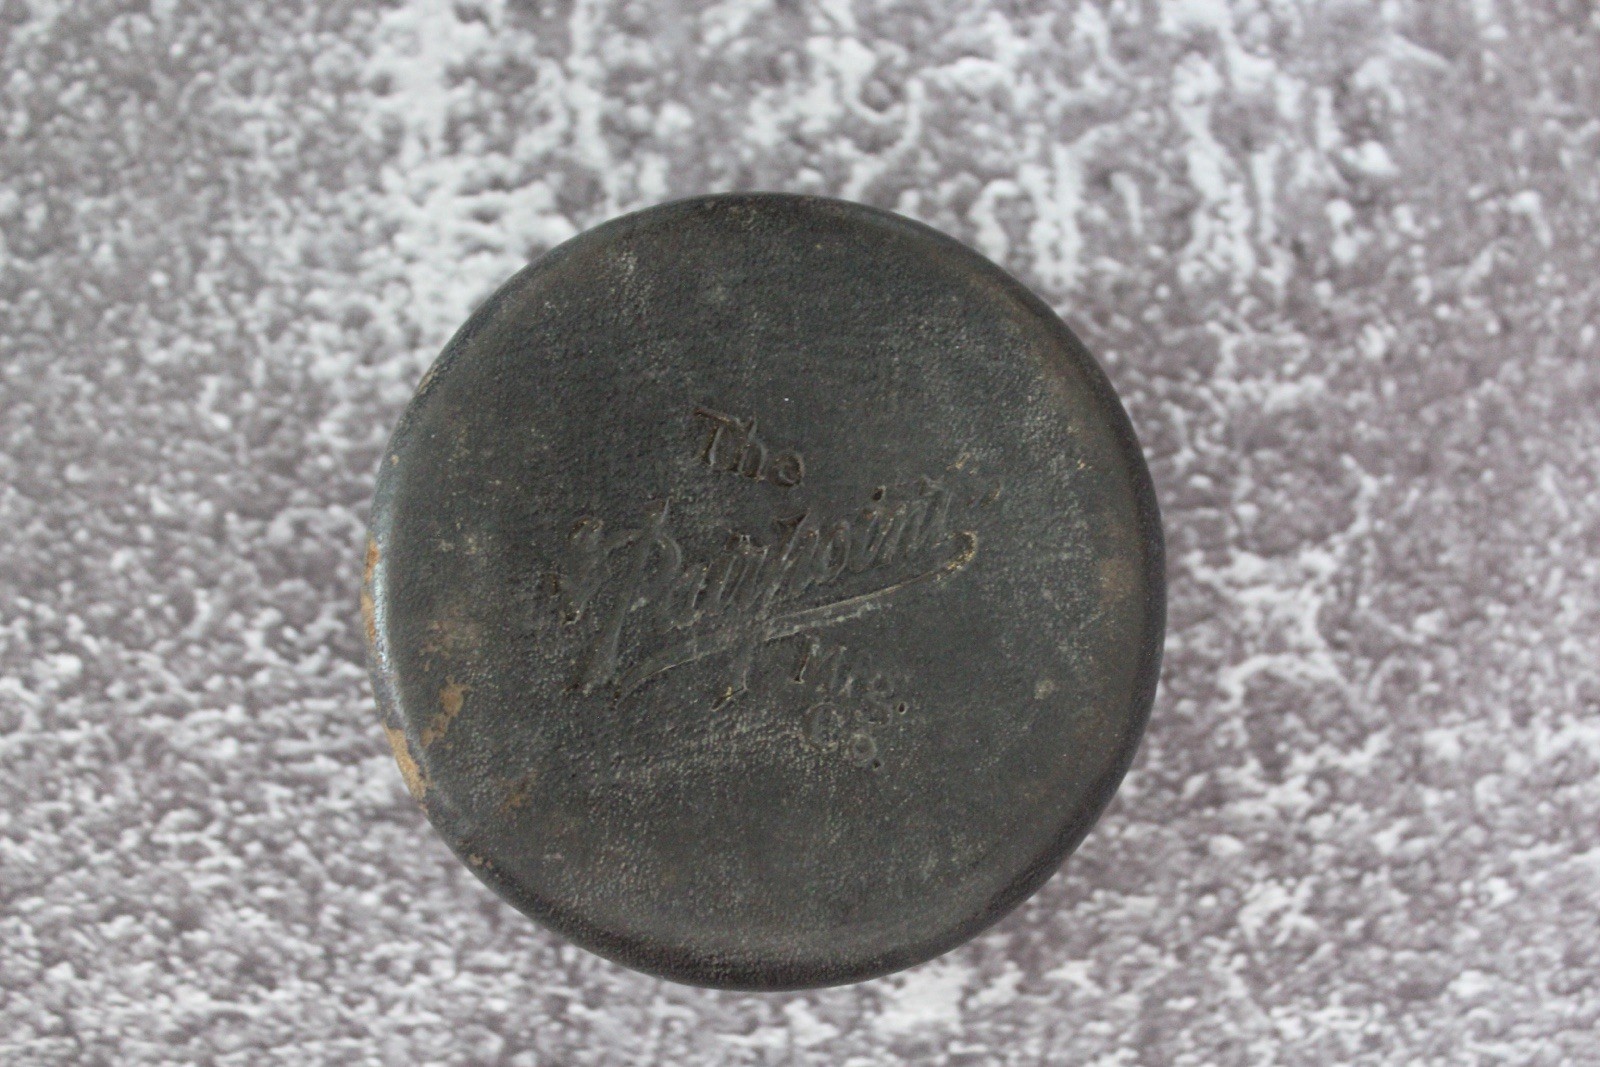 The
Pairpoint
Mfg.
Co.